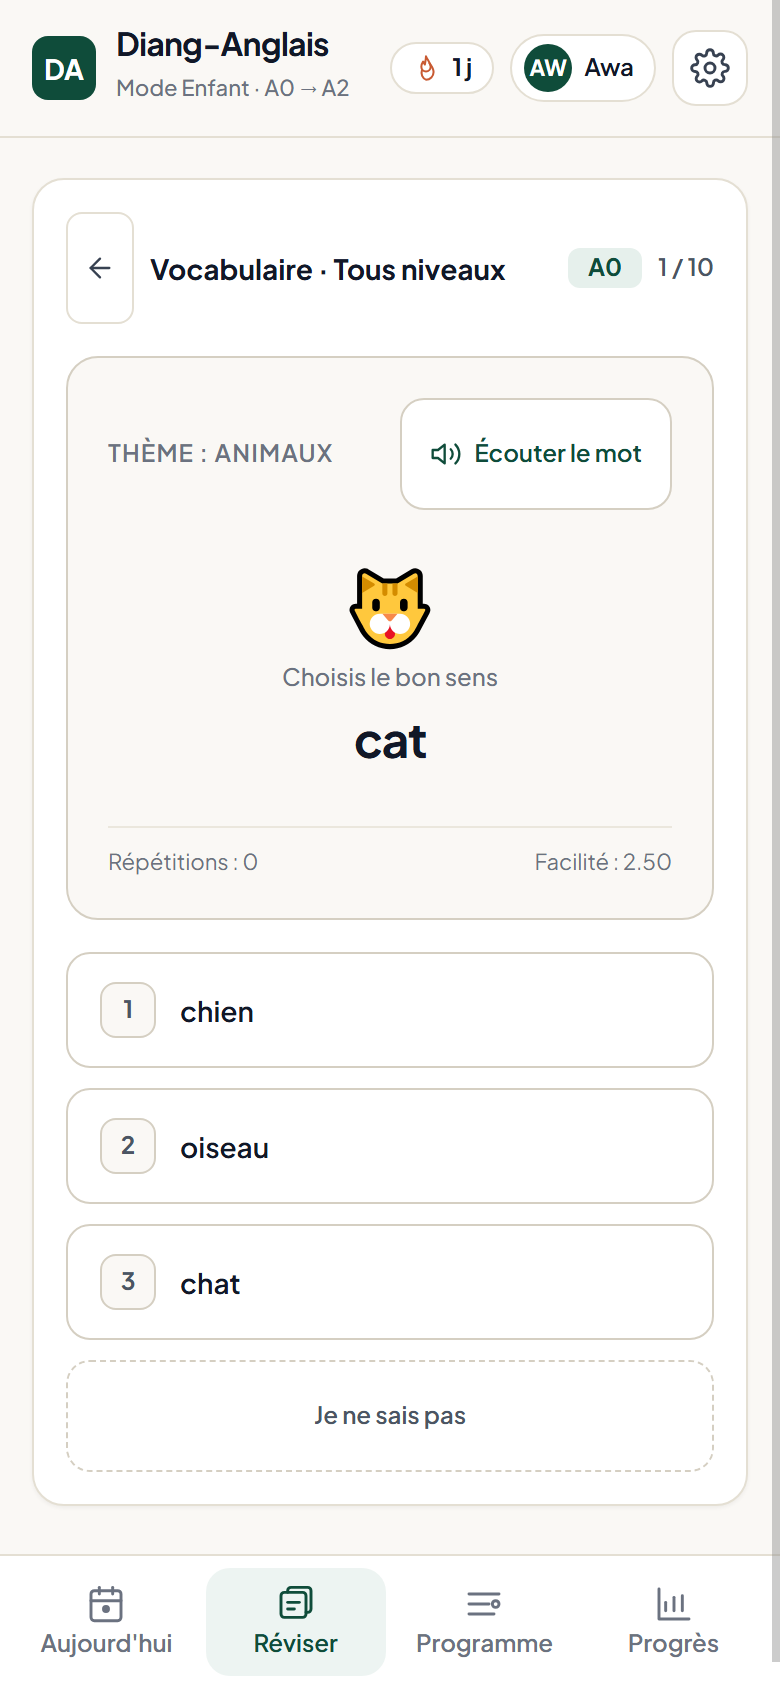 DA
Diang-Anglais
Mode Enfant · A0 → A2
1 j
AW
Awa
Vocabulaire · Tous niveaux
A0
1 / 10
THÈME : ANIMAUX
Écouter le mot
Choisis le bon sens
cat
Répétitions : 0
Facilité : 2.50
1
chien
2
oiseau
3
chat
Je ne sais pas
Aujourd'hui
Réviser
Programme
Progrès